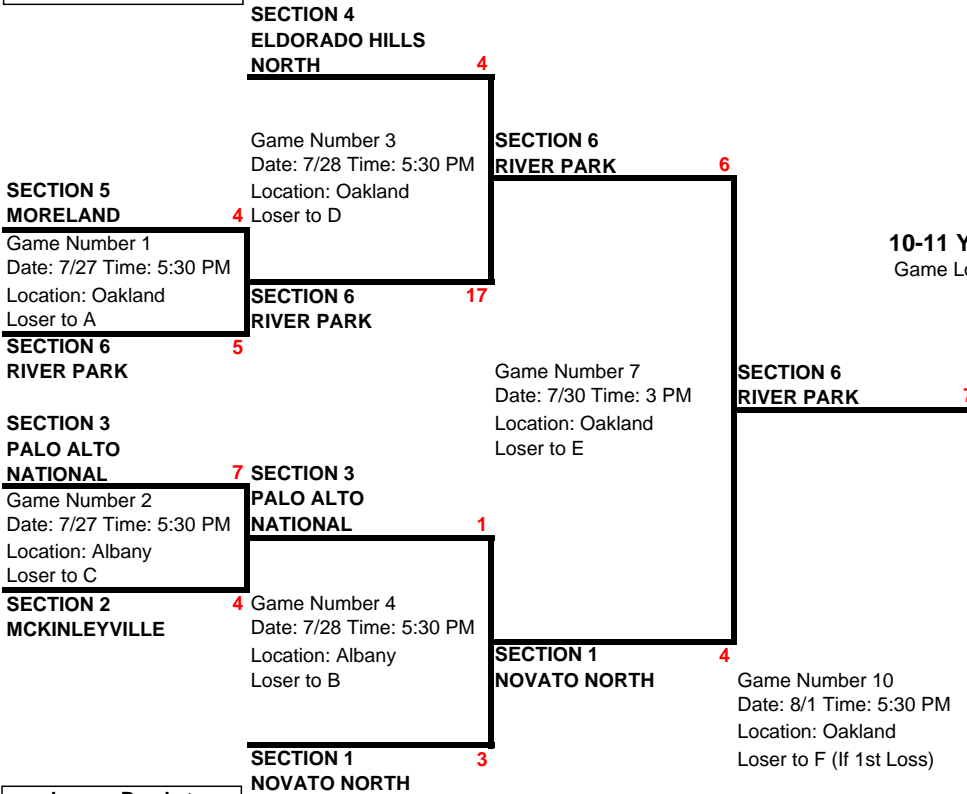 SECTION 4
ELDORADO HILLS
NORTH 4
Game Number 3
Date: 7/28 Time: 5:30 PM
Location: Oakland
Loser to D
SECTION 6
RIVER PARK 6
SECTION 5
MORELAND 4
Game Number 1
Date: 7/27 Time: 5:30 PM
Location: Oakland
Loser to A
SECTION 6
RIVER PARK
17
SECTION 6
RIVER PARK
5
10-11 Y
Game Lo
Game Number 7
Date: 7/30 Time: 3 PM
Location: Oakland
Loser to E
SECTION 6
RIVER PARK
SECTION 3
PALO ALTO
NATIONAL 7
Game Number 2
Date: 7/27 Time: 5:30 PM
Location: Albany
Loser to C
SECTION 3
PALO ALTO
NATIONAL 1
SECTION 2
MCKINLEYVILLE
4
Game Number 4
Date: 7/28 Time: 5:30 PM
Location: Albany
Loser to B
SECTION 1
NOVATO NORTH
4
Game Number 10
Date: 8/1 Time: 5:30 PM
Location: Oakland
Loser to F (If 1st Loss)
SECTION 1
NOVATO NORTH
3